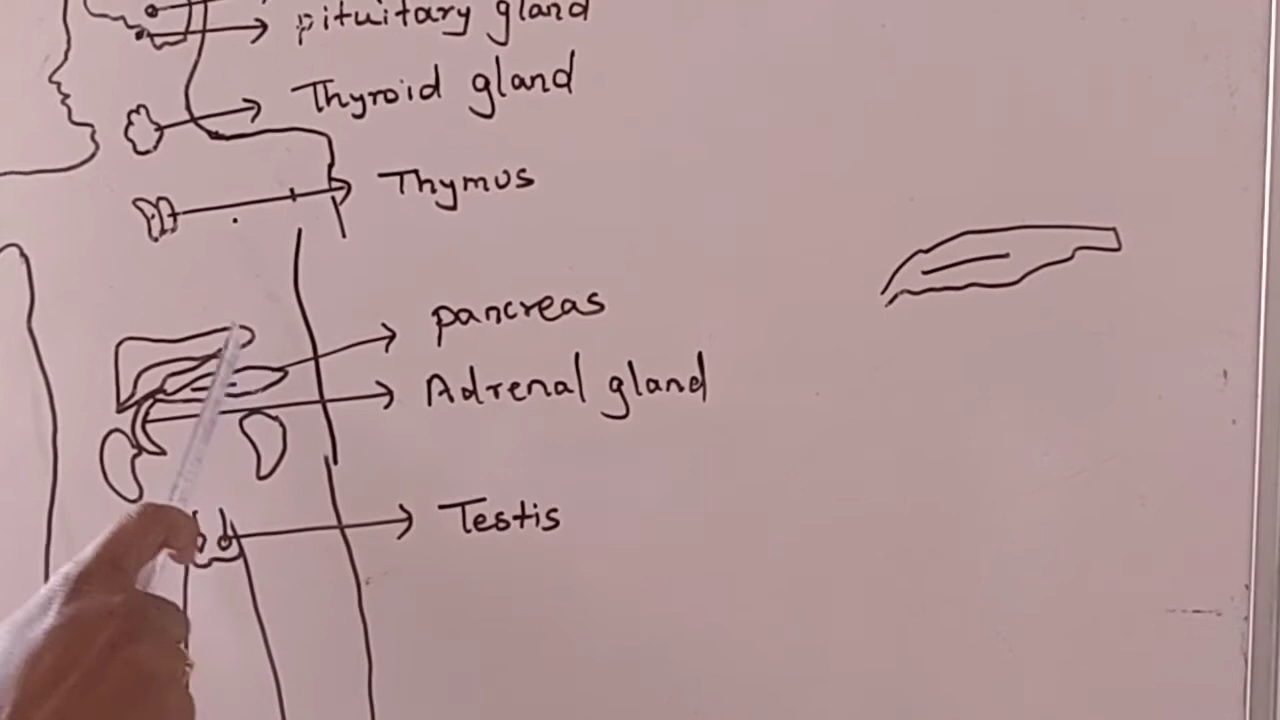 pituitary gland
Thyroid gland
Thymus
pancreas
Adrenal gland
Testis